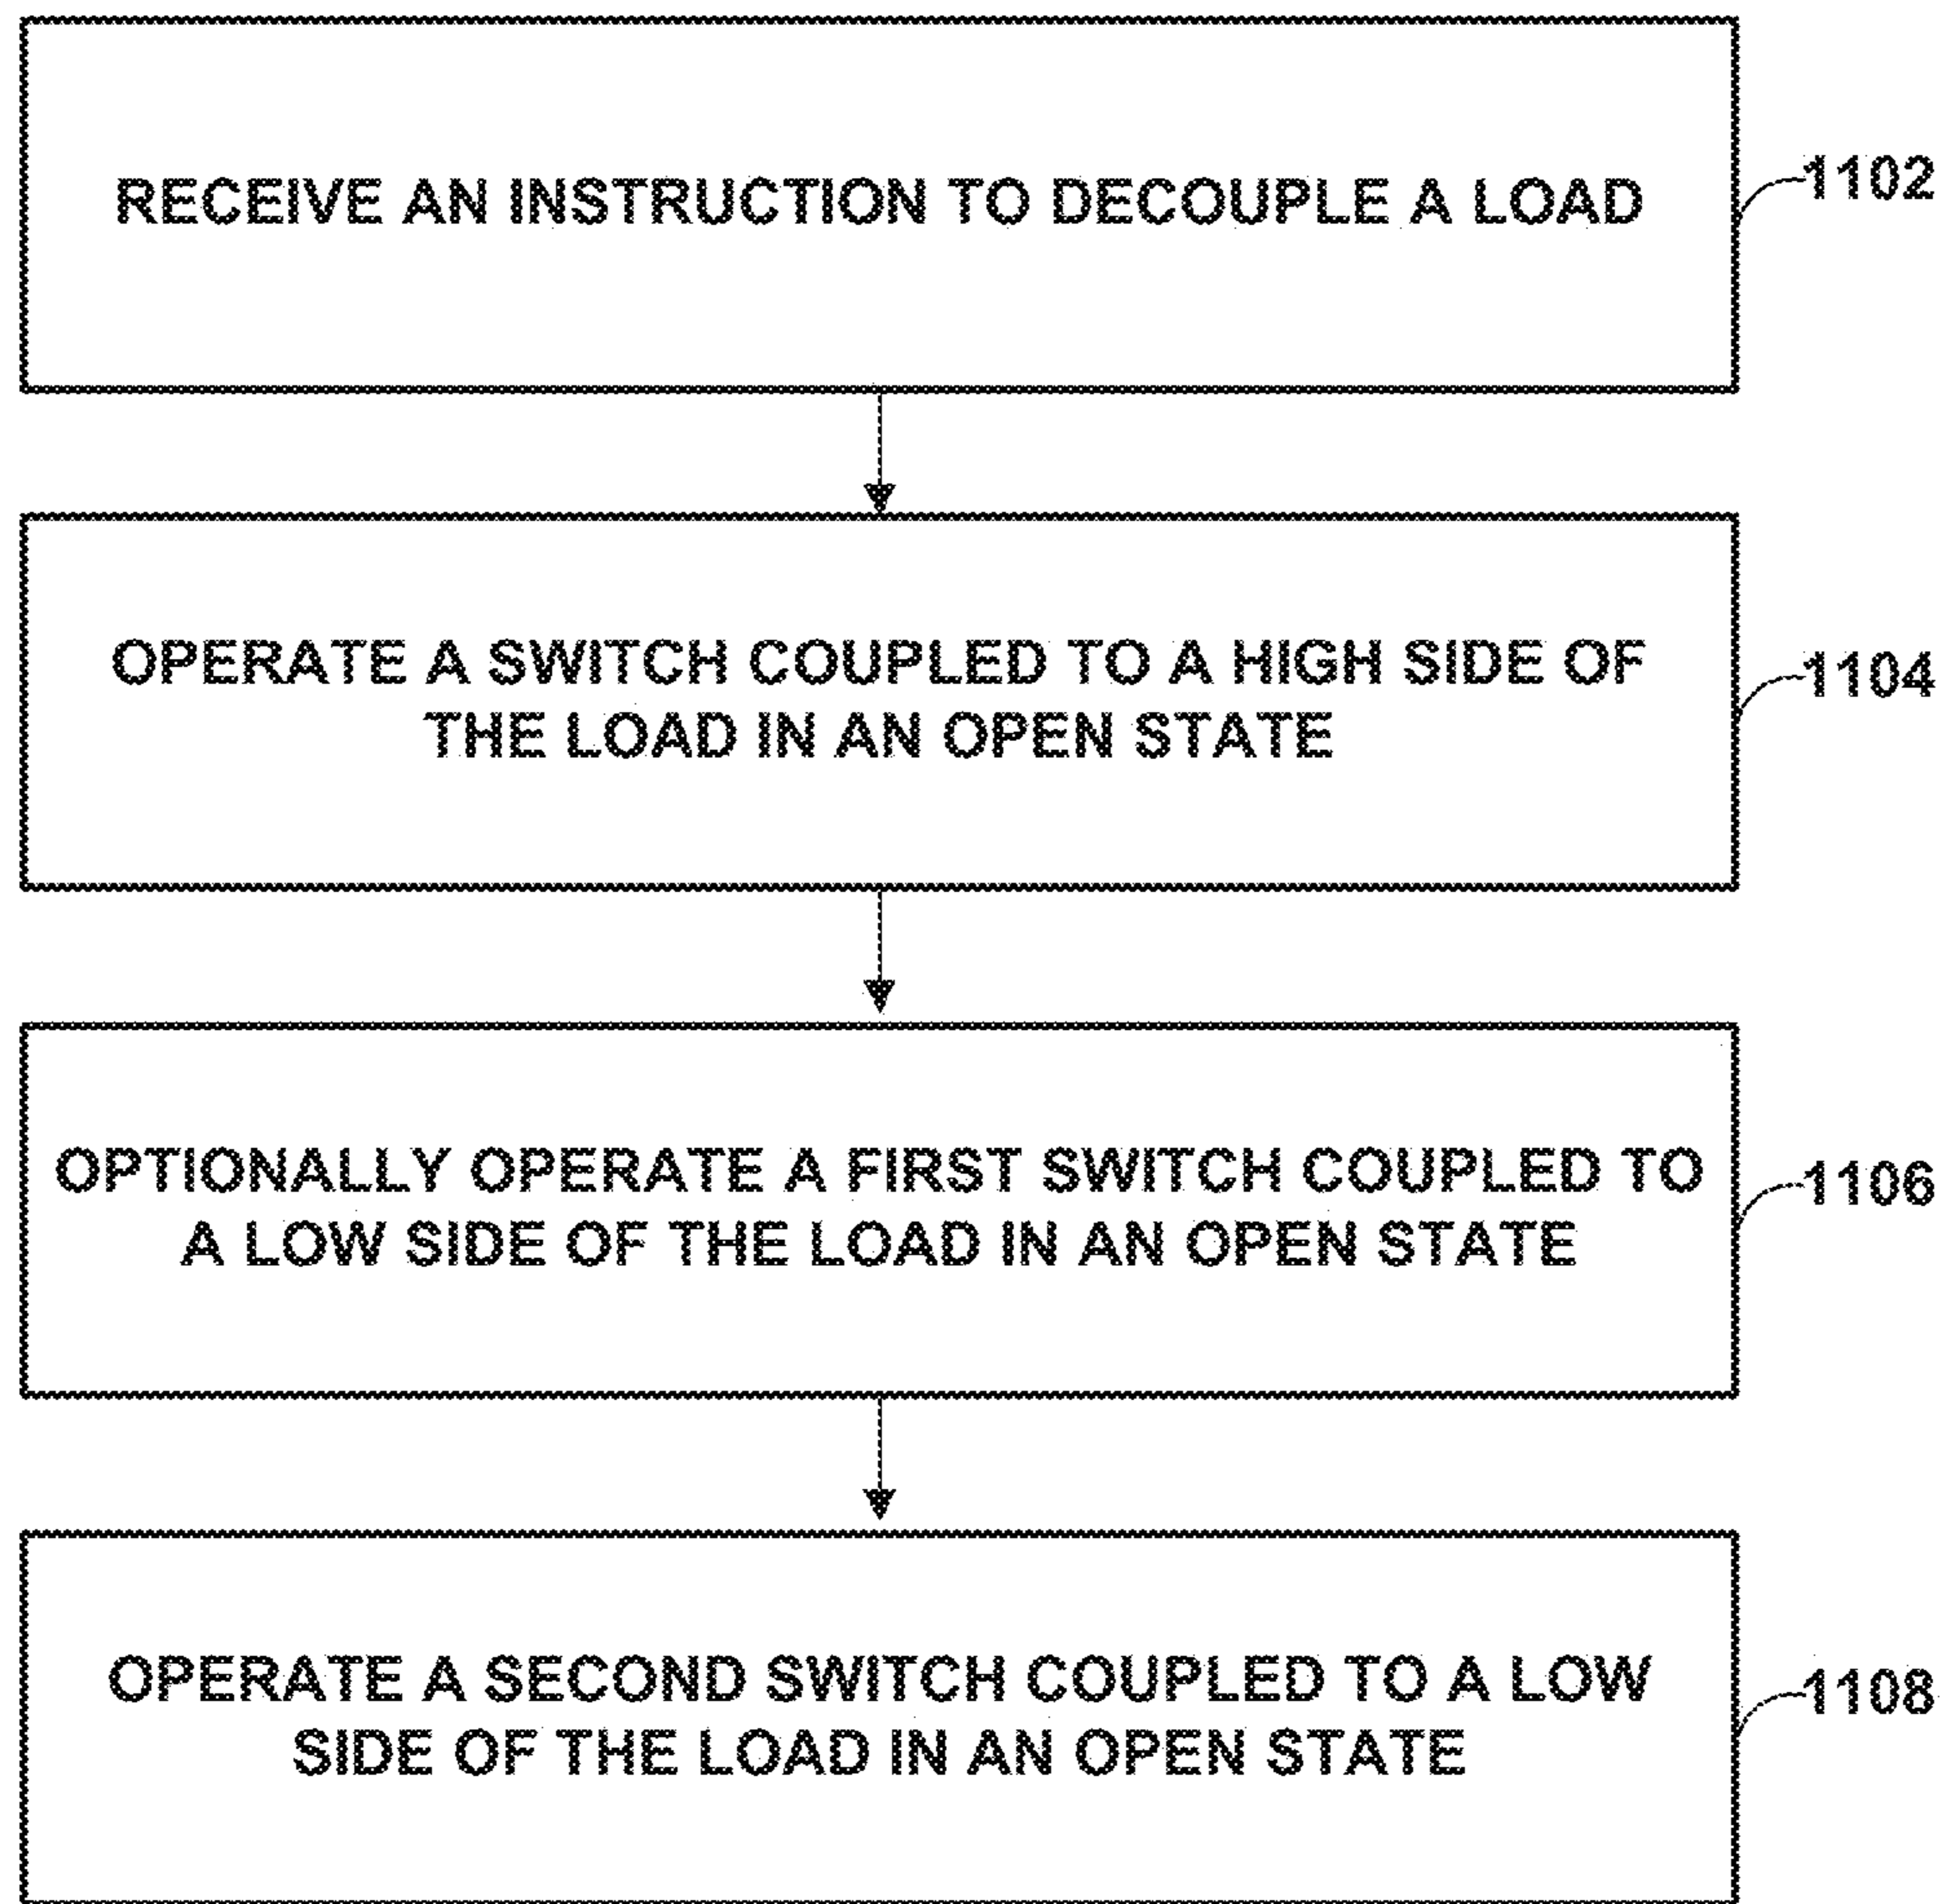 RECEIVE AN INSTRUCTION TO DECOUPLE A LOAD
1102
OPERATE A SWITCH COUPLED TO A HIGH SIDE OF
THE LOAD IN AN OPEN STATE
1104
OPTIONALLY OPERATE A FIRST SWITCH COUPLED TO
A LOW SIDE OF THE LOAD IN AN OPEN STATE
1106
OPERATE A SECOND SWITCH COUPLED TO A LOW
SIDE OF THE LOAD IN AN OPEN STATE
1108